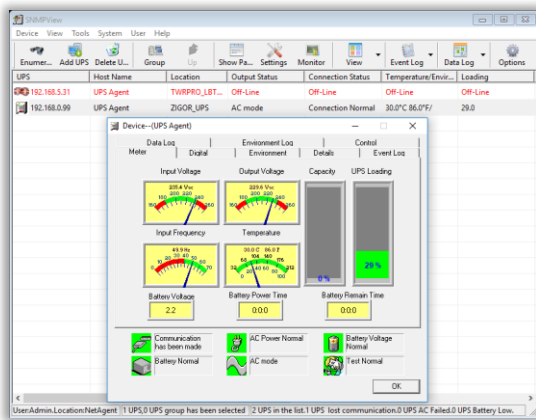 SNMPView
Device View Tools System User Help
Enumer... Add UPS Delete U... Group Up Show Pa... Settings Monitor View Event Log Data Log Options
UPS Host Name Location Output Status Connection Status Temperature/Envir... Loading
192.168.5.31 UPS Agent TWRPRO_LBT... Off-Line Off-Line Off-Line Off-Line
192.168.0.99 UPS Agent ZIGOR_UPS AC mode Connection Normal 30.0°C 86.0°F/ 29.0
Device--(UPS Agent)
Data Log Environment Log Control
Meter Digital Environment Details Event Log
Input Voltage Output Voltage Capacity UPS Loading
Input Frequency Temperature
49.9 Hz 30.0 C 86.0 F
0 % 29 %
Battery Voltage Battery Power Time Battery Remain Time
2.2 0:0:0 0:0:0
Communication has been made AC Power Normal Battery Voltage Normal
Battery Normal AC mode Test Normal
OK
User:Admin.Location:NetAgent 1 UPS,0 UPS group has been selected 2 UPS in the list.1 UPS lost communication.0 UPS AC Failed.0 UPS Battery Low.